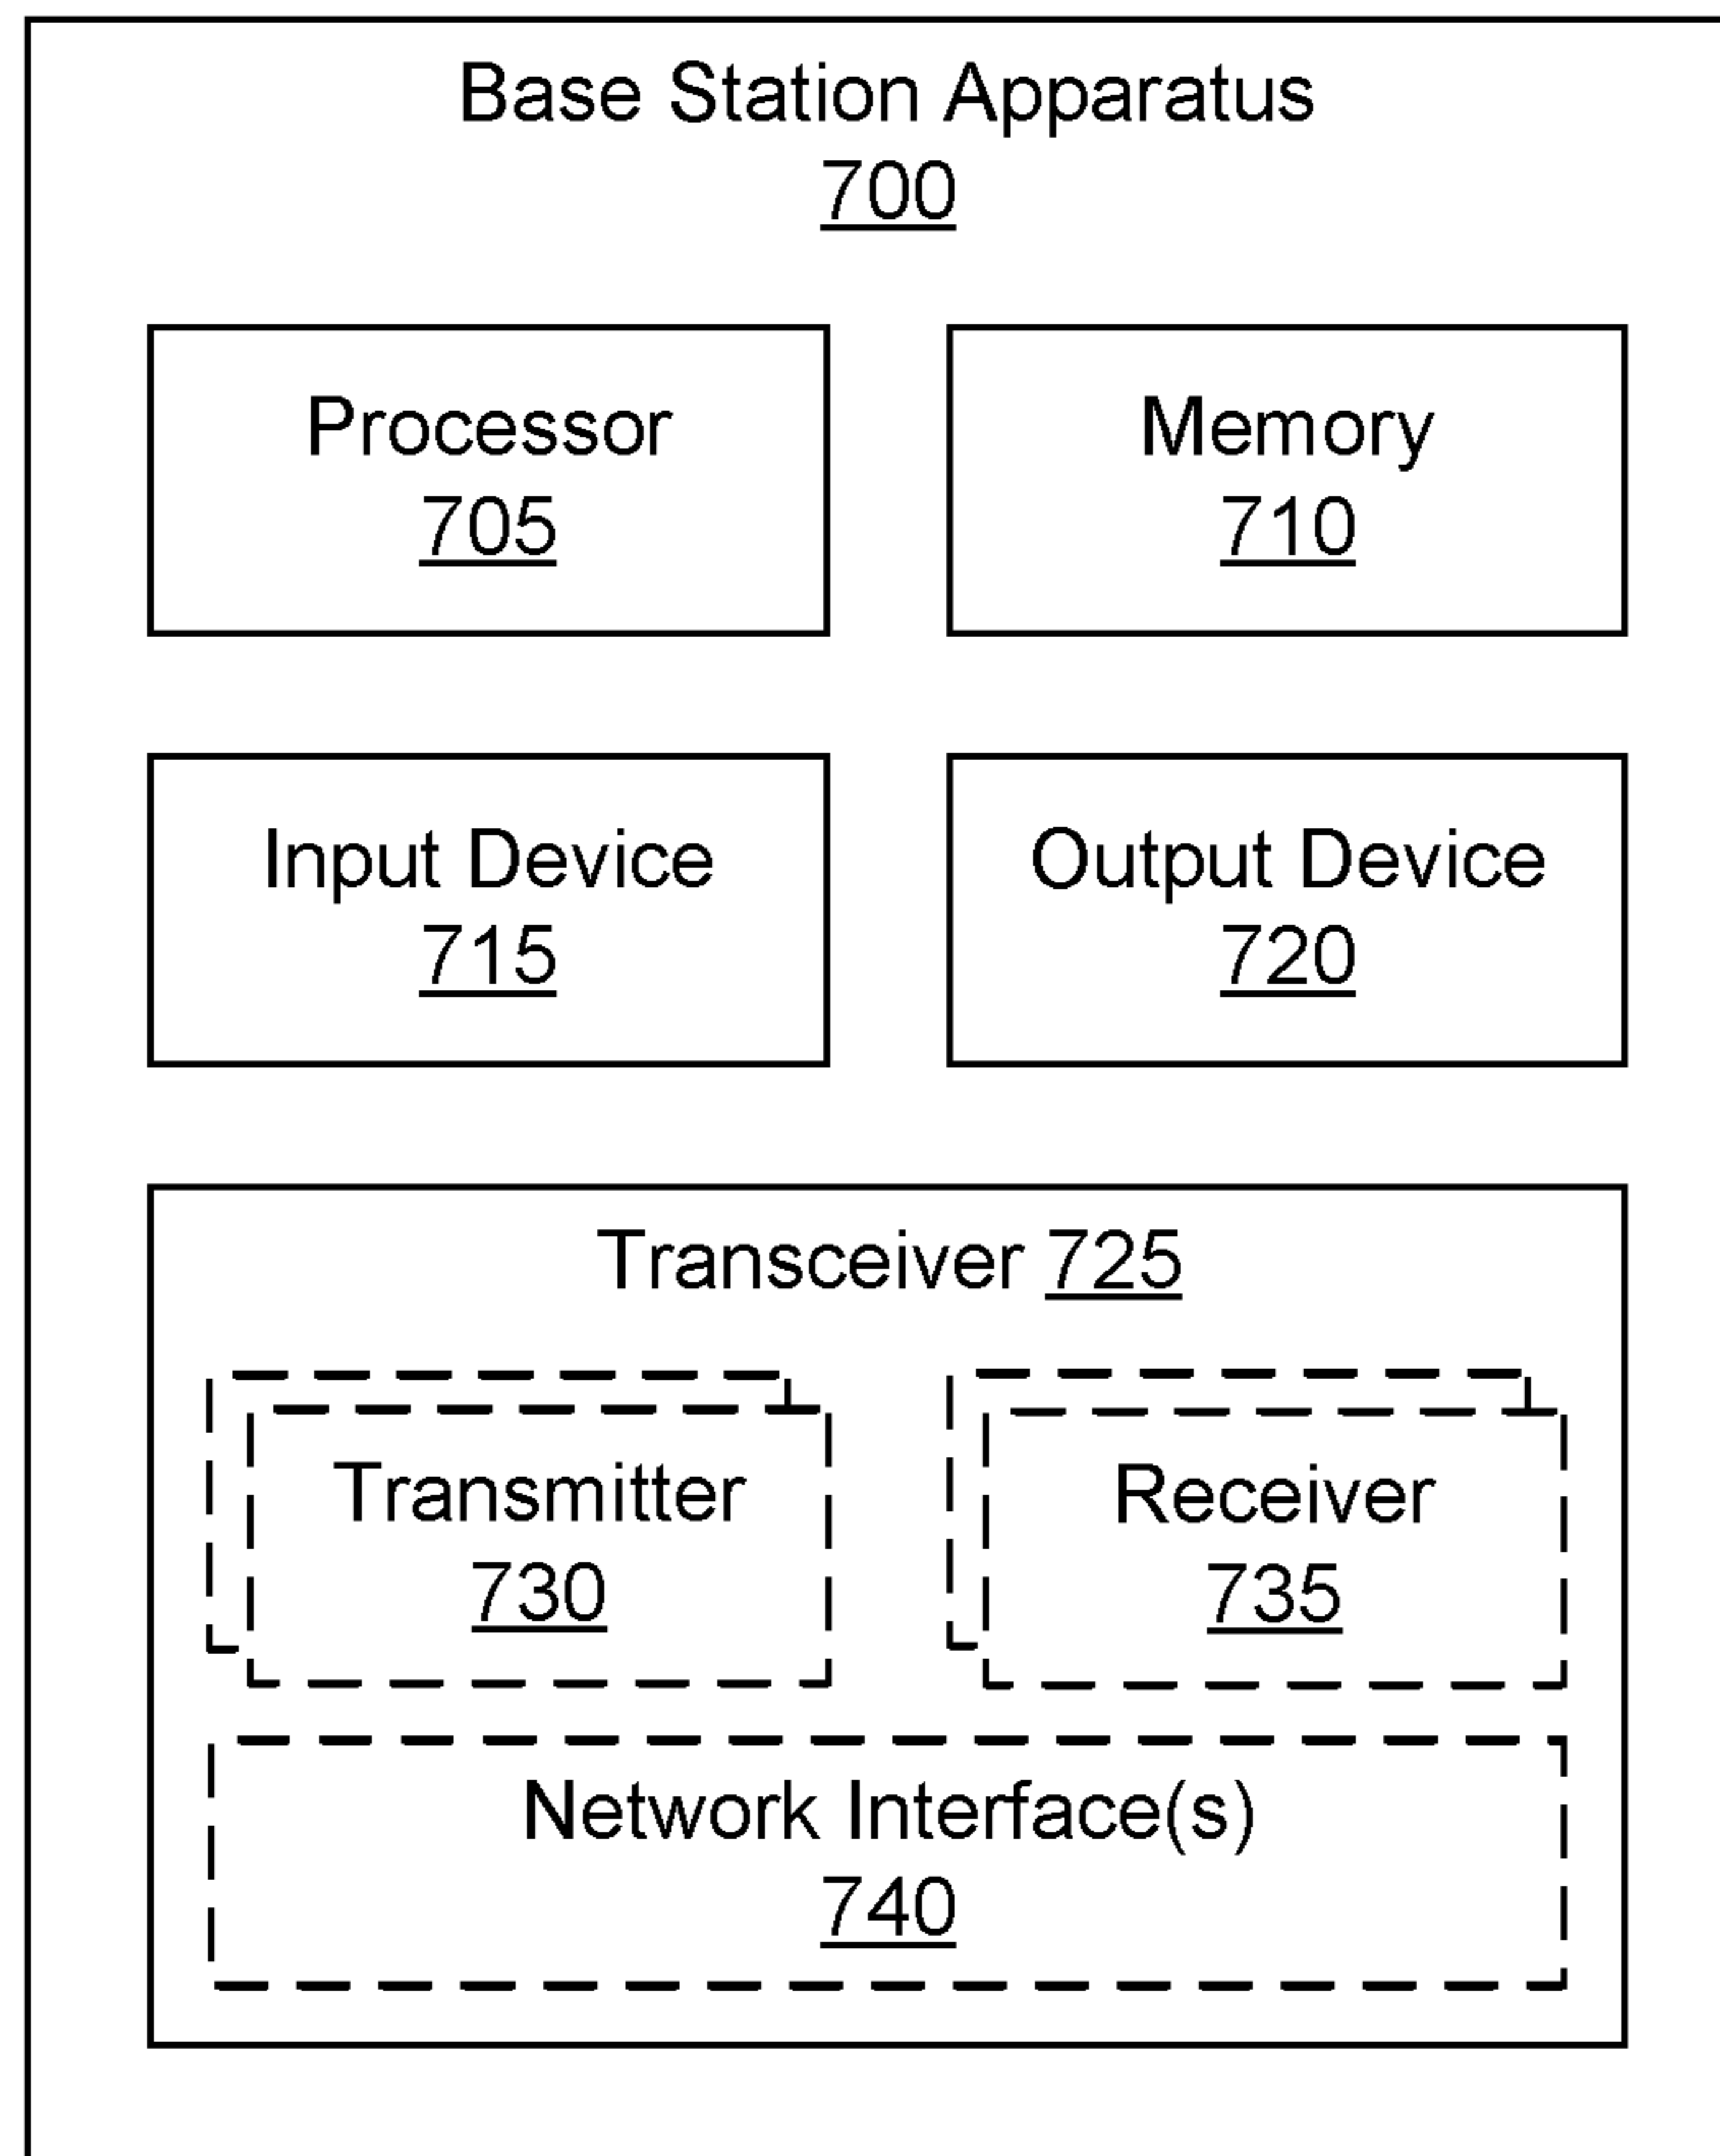 Base Station Apparatus
700
Processor
705
Memory
710
Input Device
715
Output Device
720
Transceiver 725
Transmitter
730
Receiver
735
Network Interface(s)
740